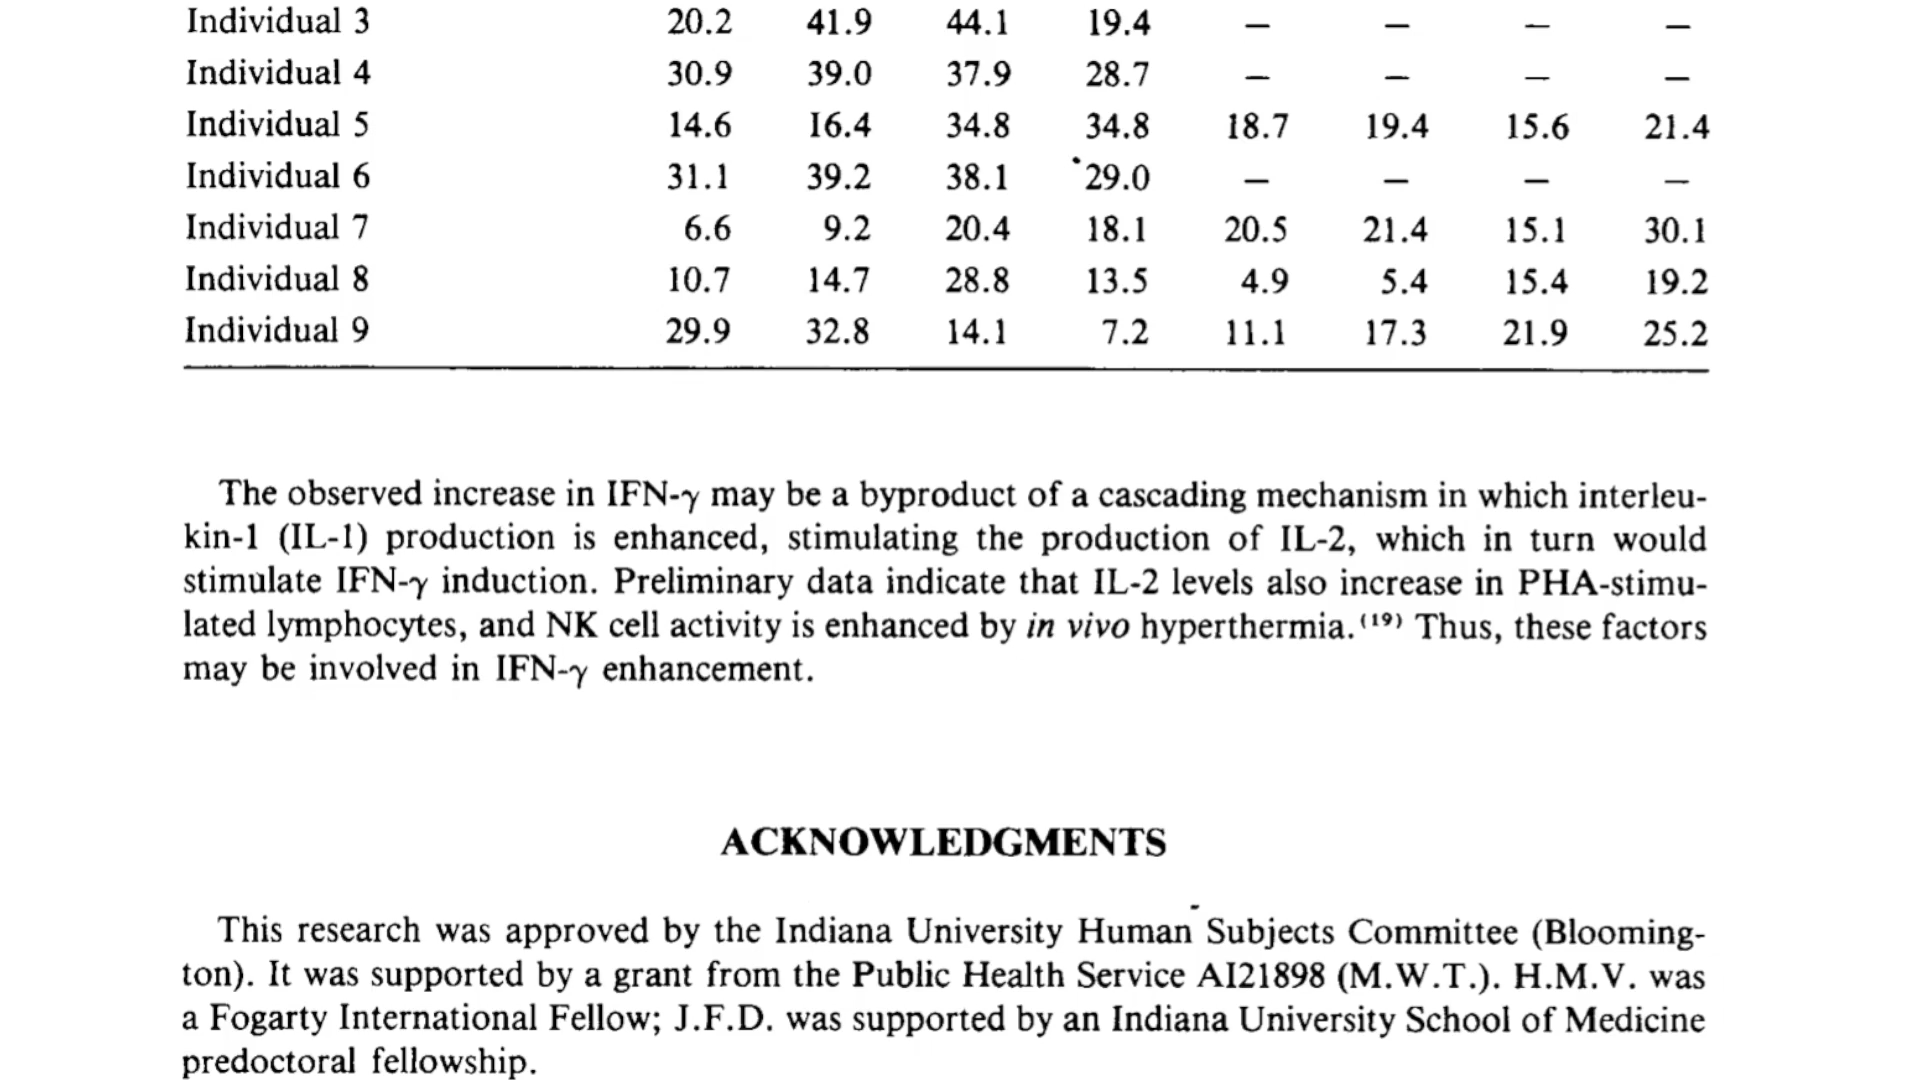 Individual 3 20.2 41.9 44.1 19.4 — — — —
Individual 4 30.9 39.0 37.9 28.7 — — — —
Individual 5 14.6 16.4 34.8 34.8 18.7 19.4 15.6 21.4
Individual 6 31.1 39.2 38.1 29.0 — — — —
Individual 7 6.6 9.2 20.4 18.1 20.5 21.4 15.1 30.1
Individual 8 10.7 14.7 28.8 13.5 4.9 5.4 15.4 19.2
Individual 9 29.9 32.8 14.1 7.2 11.1 17.3 21.9 25.2
The observed increase in IFN-γ may be a byproduct of a cascading mechanism in which interleu-
kin-1 (IL-1) production is enhanced, stimulating the production of IL-2, which in turn would
stimulate IFN-γ induction. Preliminary data indicate that IL-2 levels also increase in PHA-stimu-
lated lymphocytes, and NK cell activity is enhanced by in vivo hyperthermia.(19) Thus, these factors
may be involved in IFN-γ enhancement.
ACKNOWLEDGMENTS
This research was approved by the Indiana University Human Subjects Committee (Blooming-
ton). It was supported by a grant from the Public Health Service AI21898 (M.W.T.). H.M.V. was
a Fogarty International Fellow; J.F.D. was supported by an Indiana University School of Medicine
predoctoral fellowship.